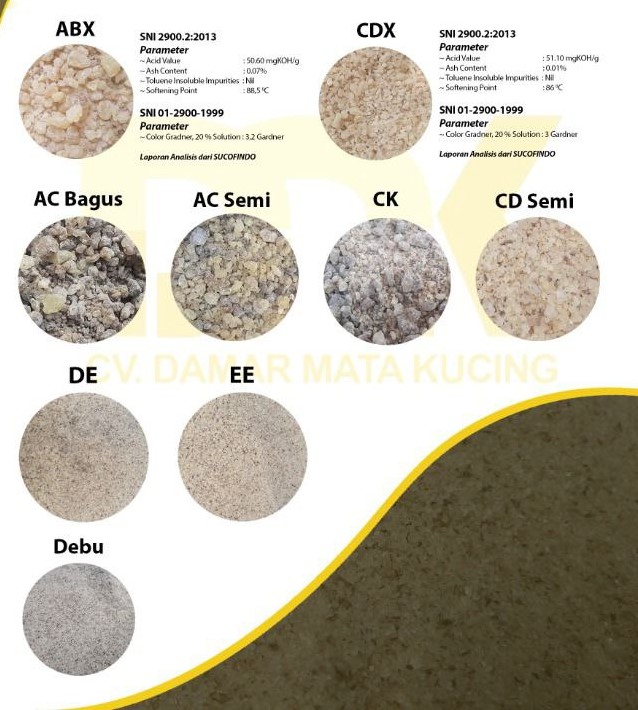 ABX
SNI 2900.2:2013
Parameter
~ Acid Value : 50.60 mgKOH/g
~ Ash Content : 0.07%
~ Toluene Insoluble Impurities : Nil
~ Softening Point : 88,5 °C
SNI 01-2900-1999
Parameter
~ Color Gradner, 20 % Solution : 3,2 Gardner
Laporan Analisis dari SUCOFINDO
CDX
SNI 2900.2:2013
Parameter
~ Acid Value : 51.10 mgKOH/g
~ Ash Content : 0.01%
~ Toluene Insoluble Impurities : Nil
~ Softening Point : 86 °C
SNI 01-2900-1999
Parameter
~ Color Gradner, 20 % Solution : 3 Gardner
Laporan Analisis dari SUCOFINDO
AC Bagus
AC Semi
CK
CD Semi
CV. DAMAR MATA KUCING
DE
EE
Debu